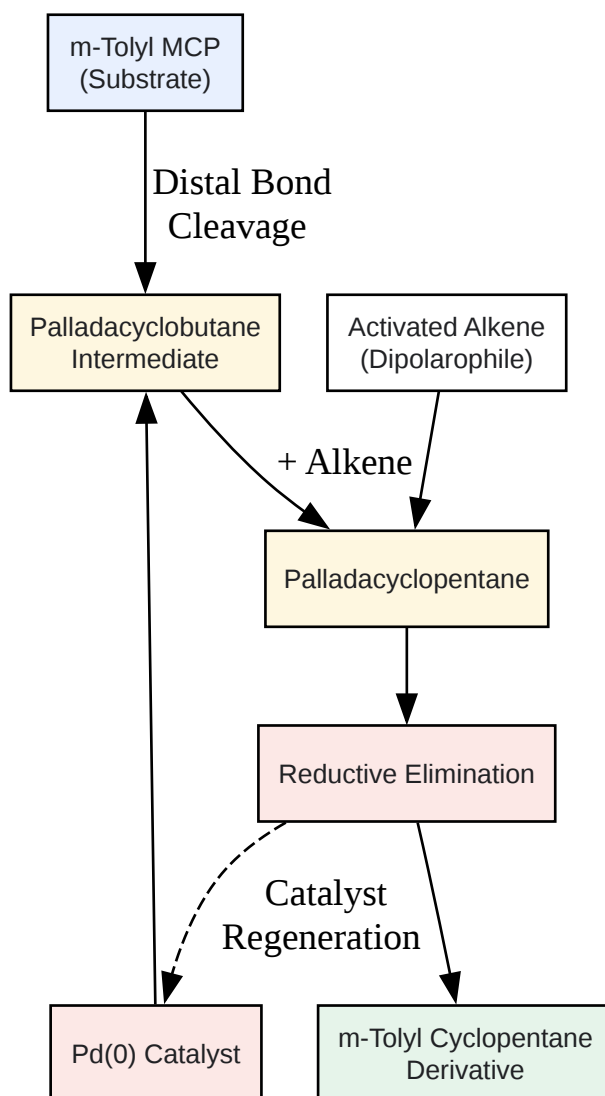 m-Tolyl MCP
(Substrate)
Distal Bond
Cleavage
Palladacyclobutane
Intermediate
Activated Alkene
(Dipolarophile)
+ Alkene
Palladacyclopentane
Reductive Elimination
Catalyst
Regeneration
Pd(0) Catalyst
m-Tolyl Cyclopentane
Derivative